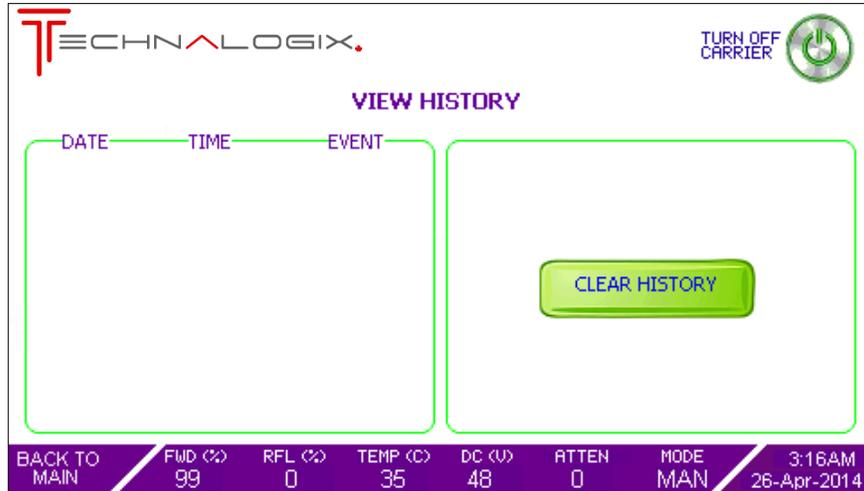 TECHNALOGIX.
TURN OFF
CARRIER
VIEW HISTORY
DATE TIME EVENT
CLEAR HISTORY
BACK TO
MAIN
FWD (%) RFL (%) TEMP (C) DC (V) ATTEN MODE
99 0 35 48 0 MAN
3:16AM
26-Apr-2014